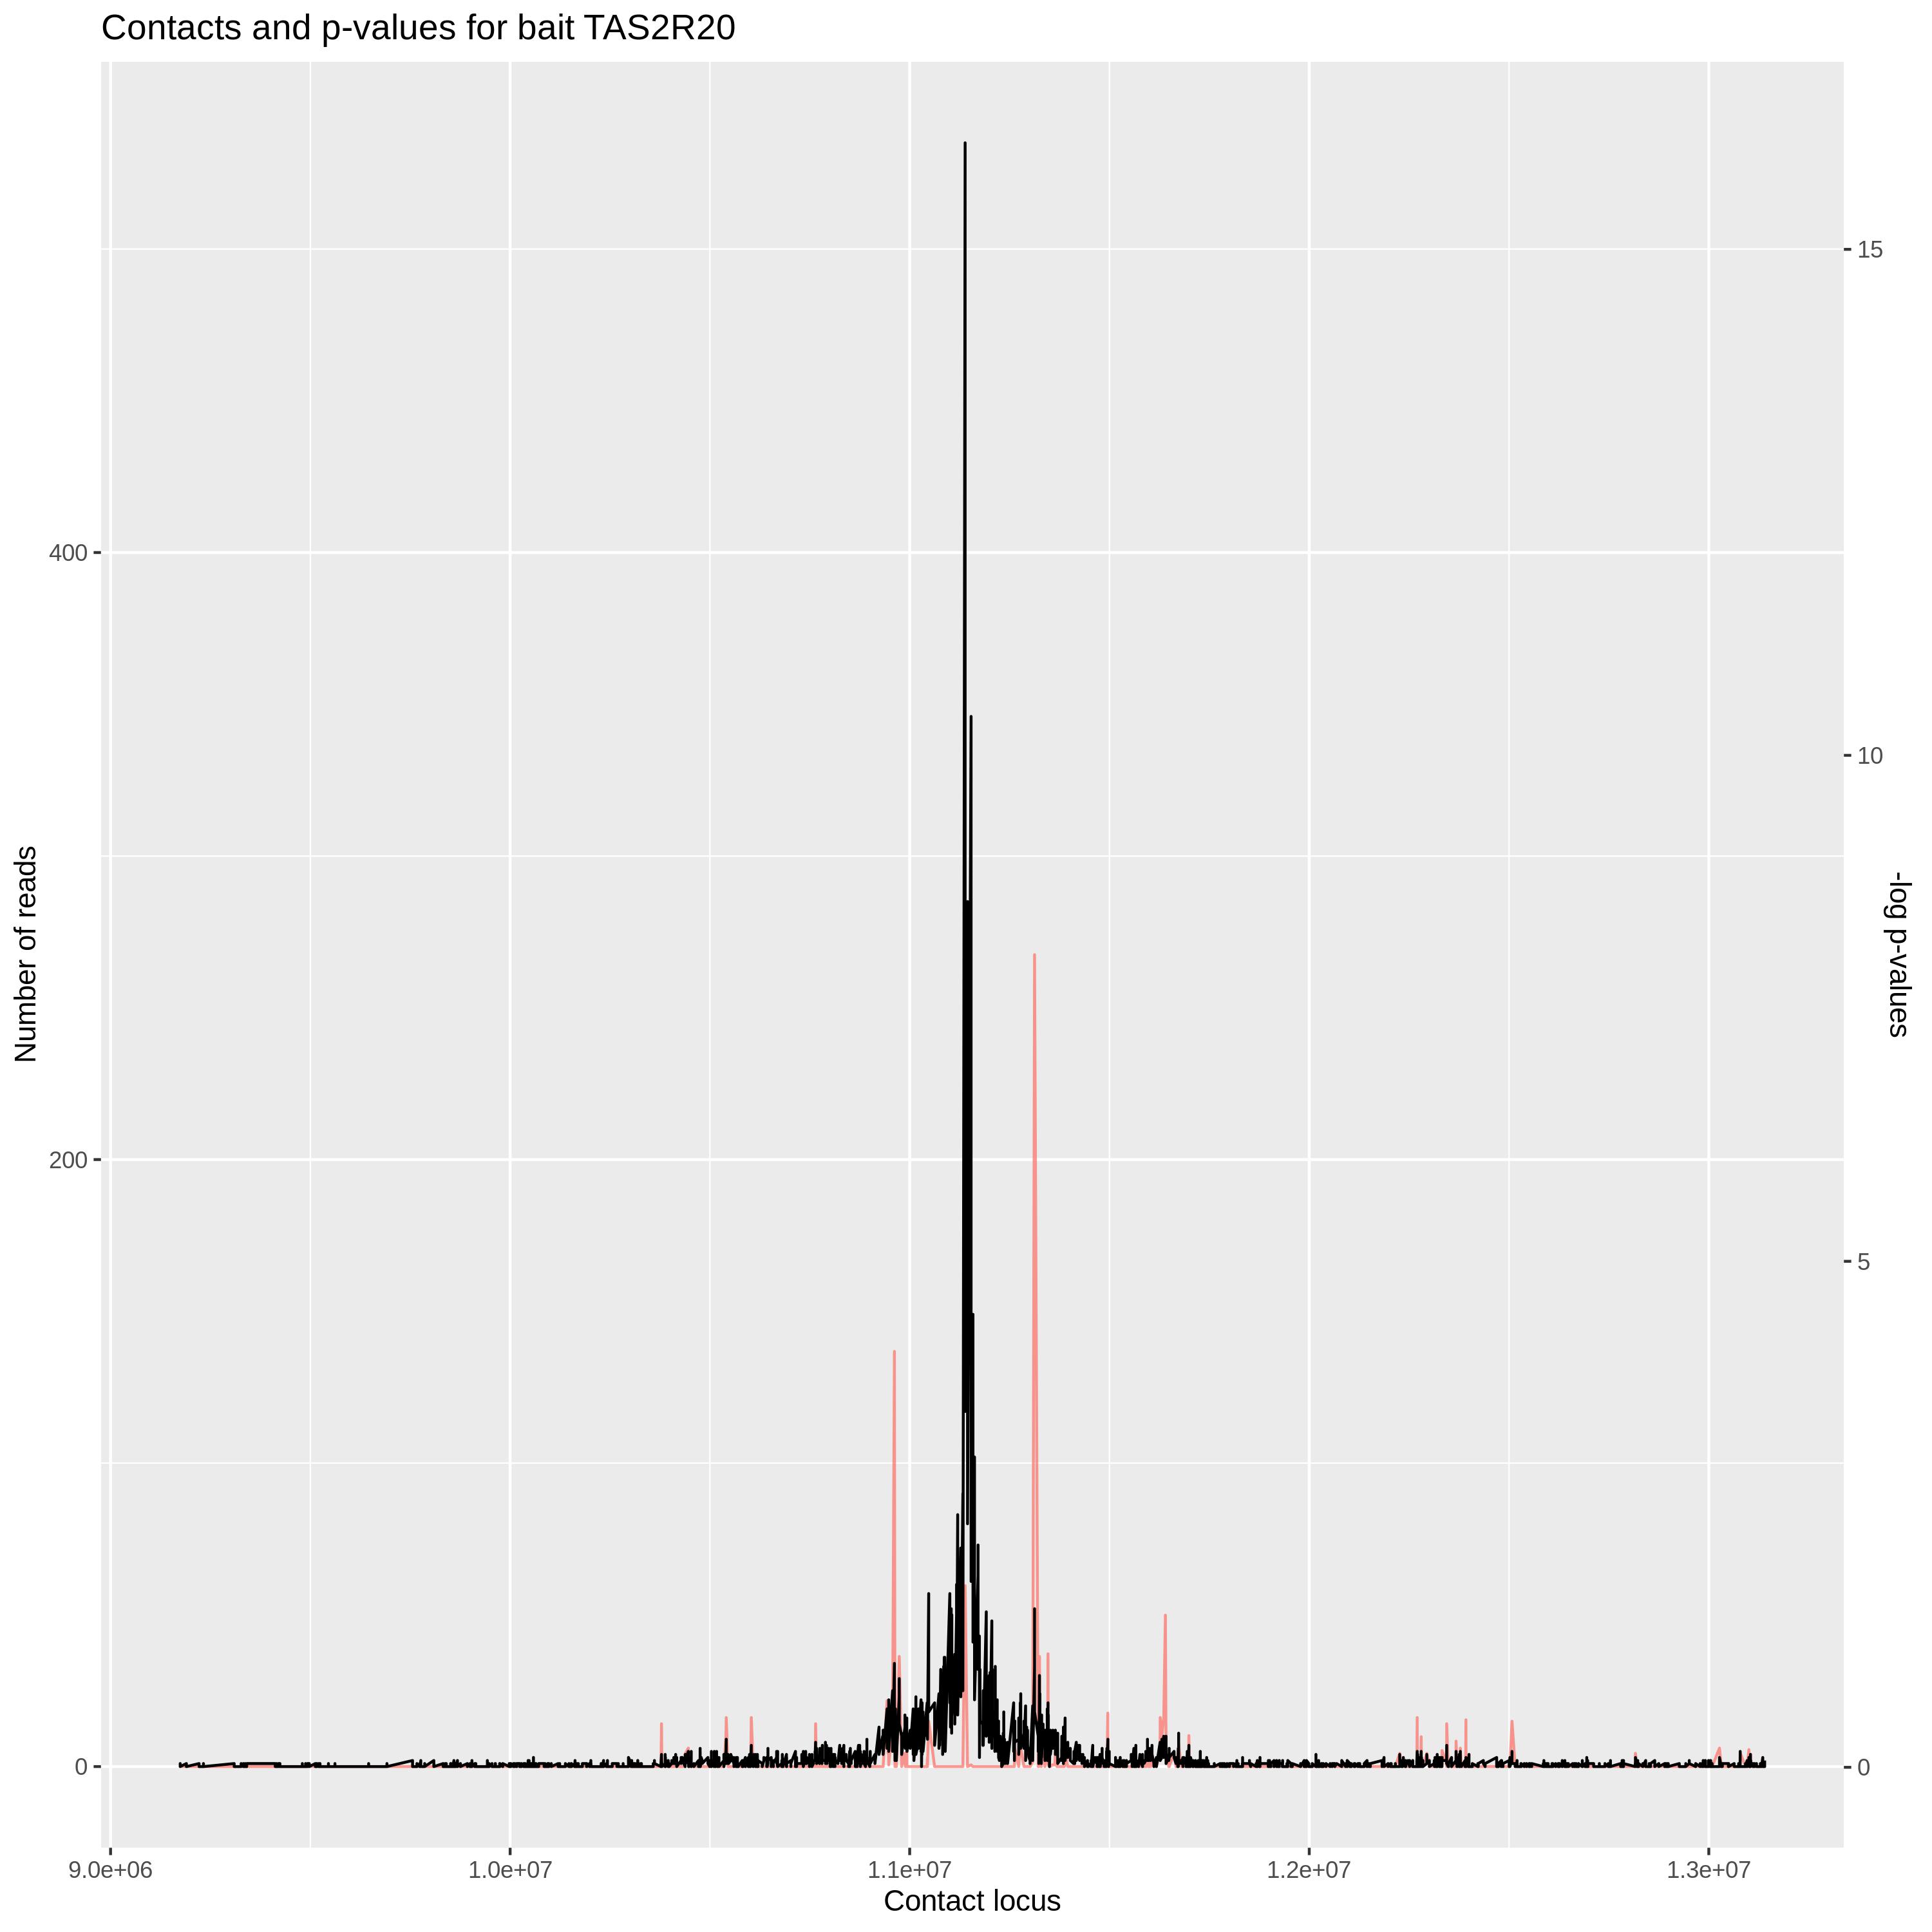 Contacts and p-values for bait TAS2R20
Number of reads
400
200
0
15
10
5
0
-log p-values
9.0e+06
1.0e+07
1.1e+07
1.2e+07
1.3e+07
Contact locus